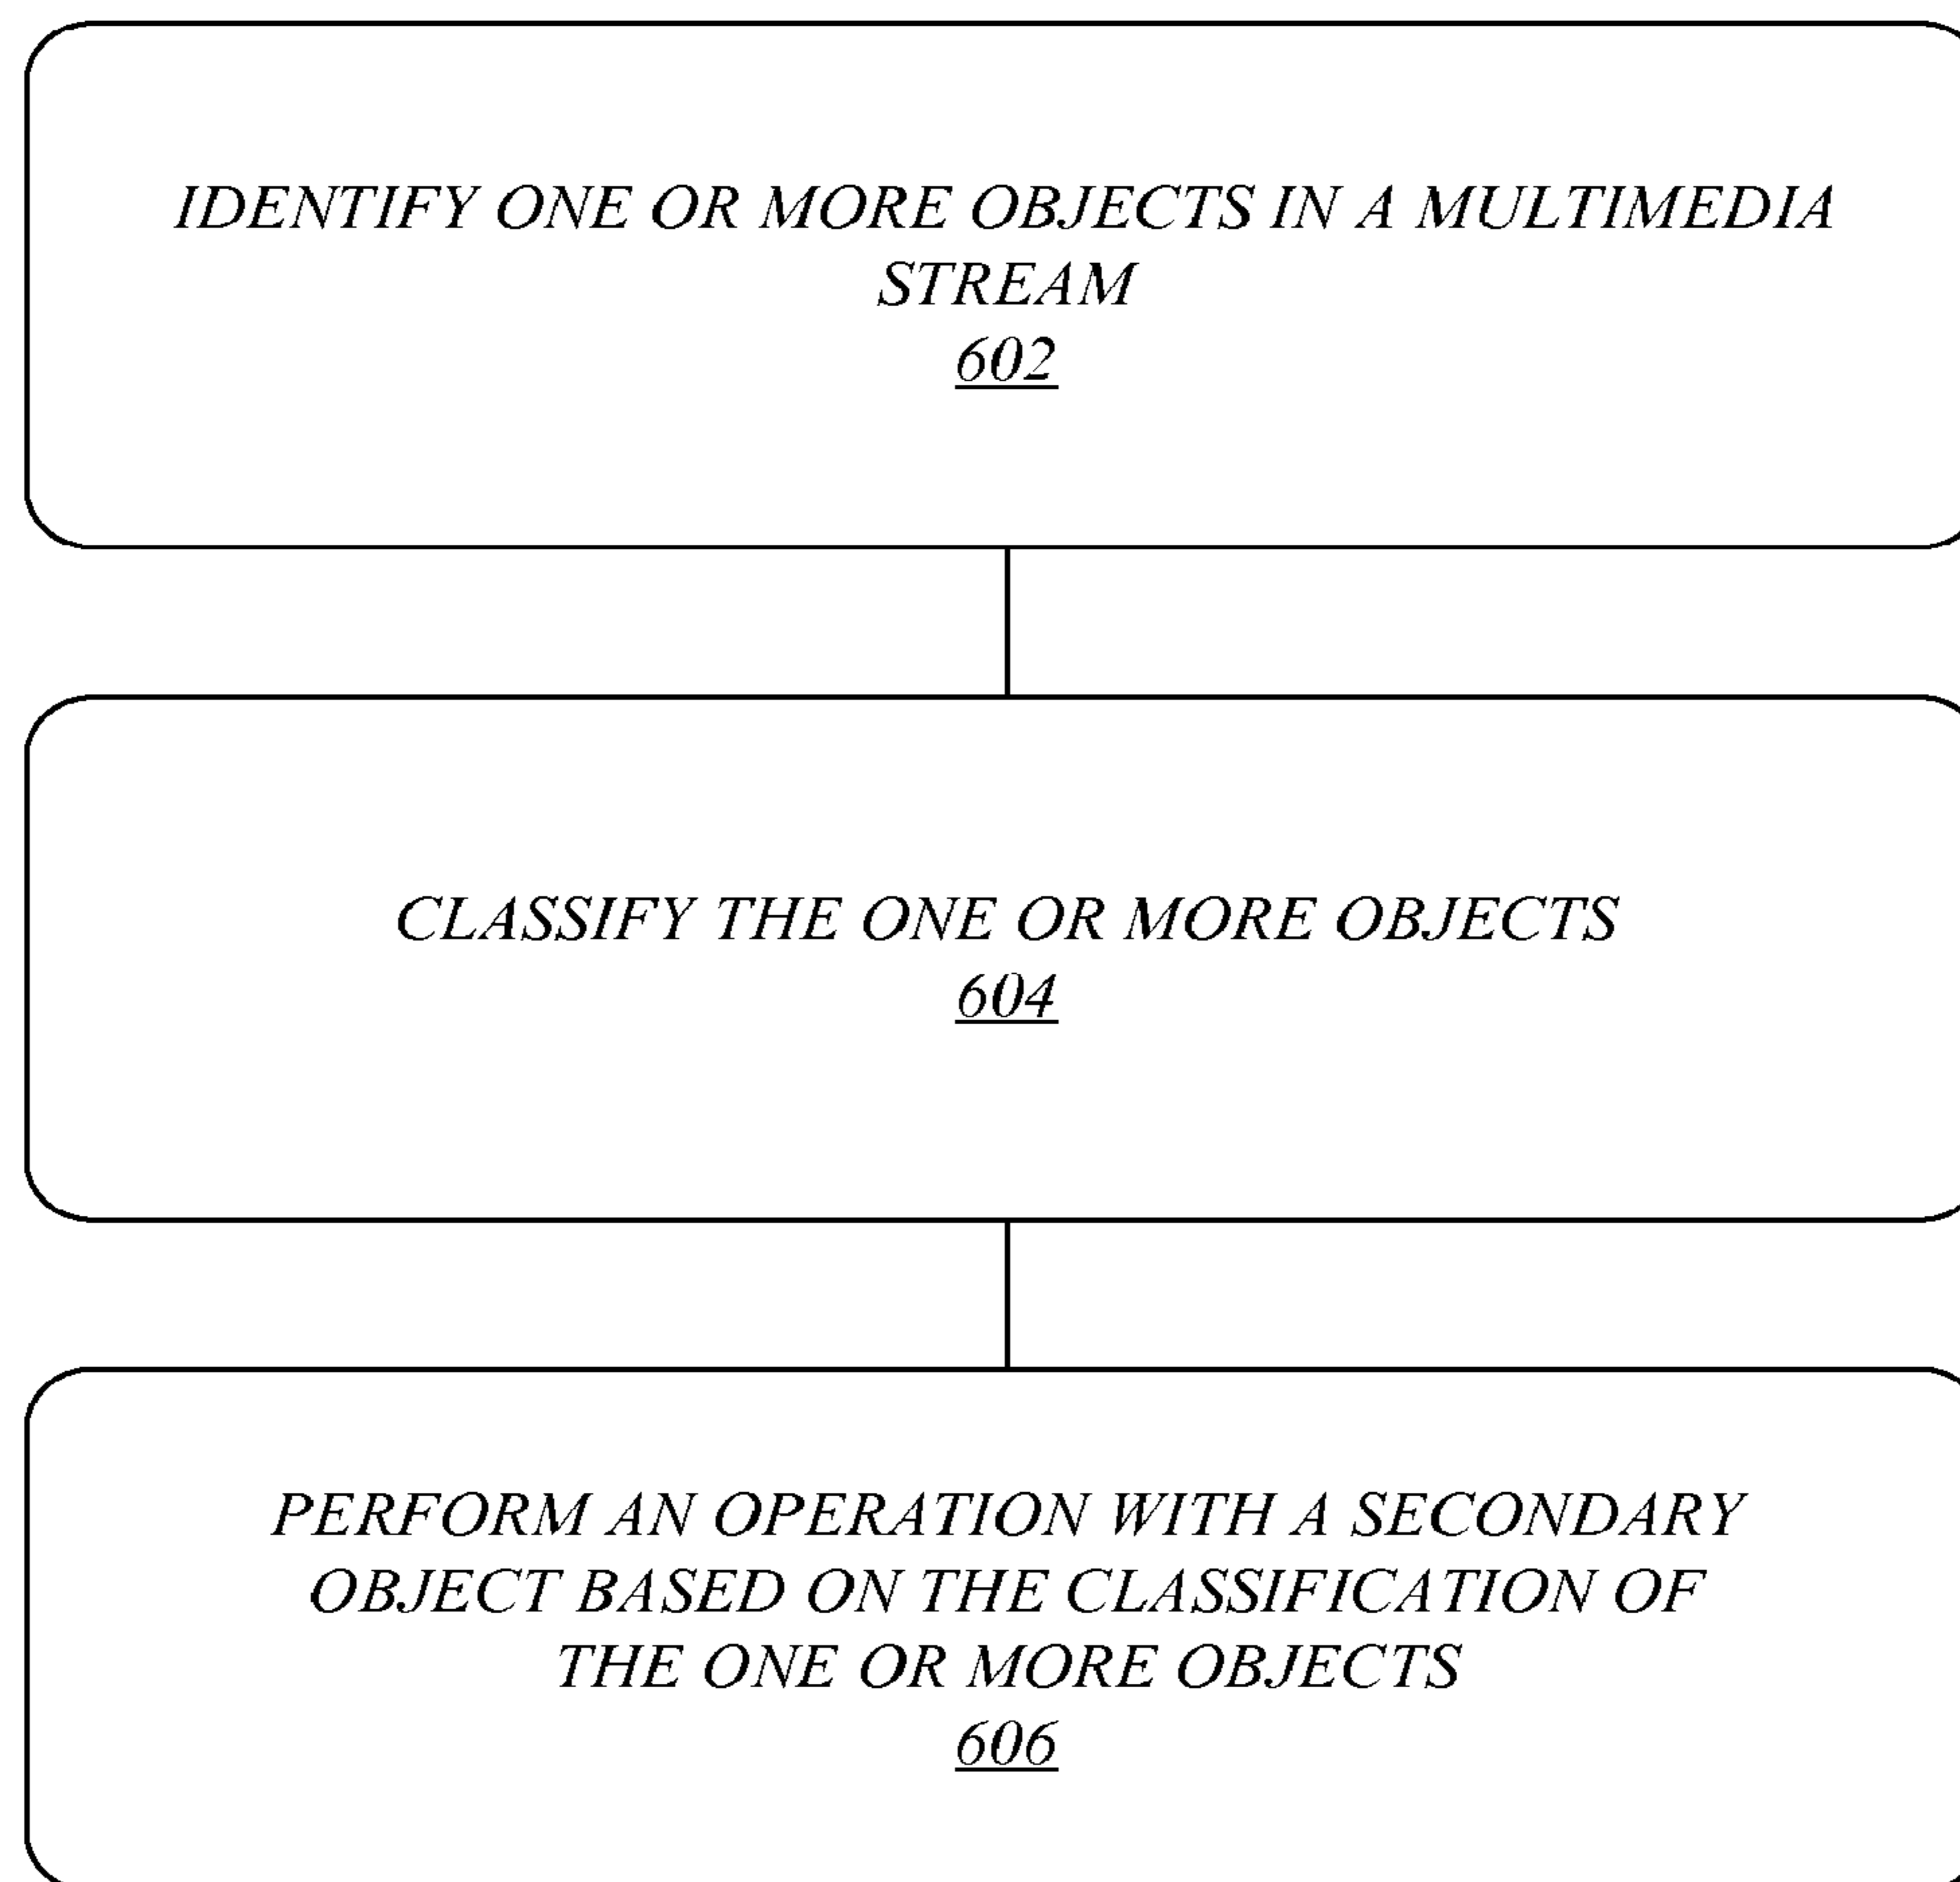 IDENTIFY ONE OR MORE OBJECTS IN A MULTIMEDIA
STREAM
602
CLASSIFY THE ONE OR MORE OBJECTS
604
PERFORM AN OPERATION WITH A SECONDARY
OBJECT BASED ON THE CLASSIFICATION OF
THE ONE OR MORE OBJECTS
606